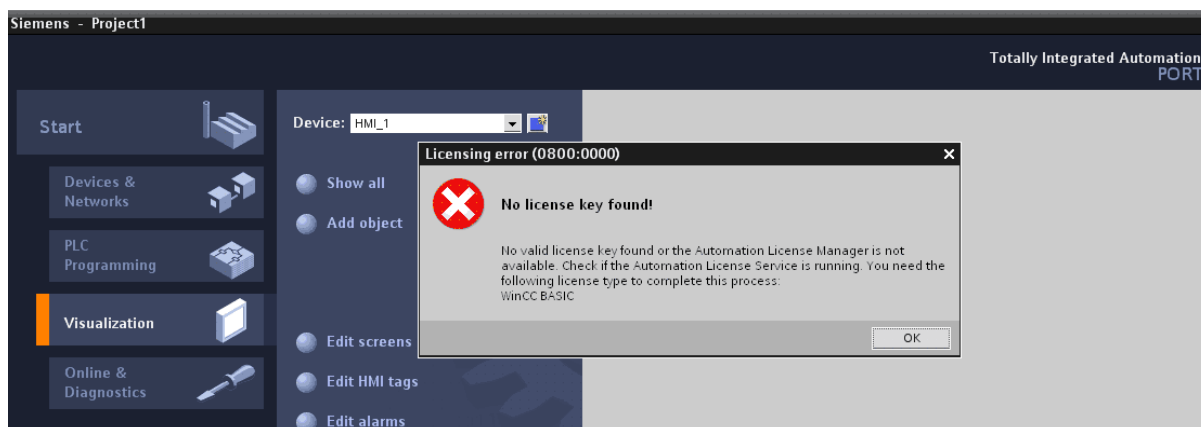 Siemens - Project1
Totally Integrated Automation
PORT
Start
Devices &
Networks
PLC
Programming
Visualization
Online &
Diagnostics
Device: HMI_1
Show all
Add object
Edit screens
Edit HMI tags
Edit alarms
Licensing error (0800:0000)
No license key found!
No valid license key found or the Automation License Manager is not
available. Check if the Automation License Service is running. You need the
following license type to complete this process:
WinCC BASIC
OK